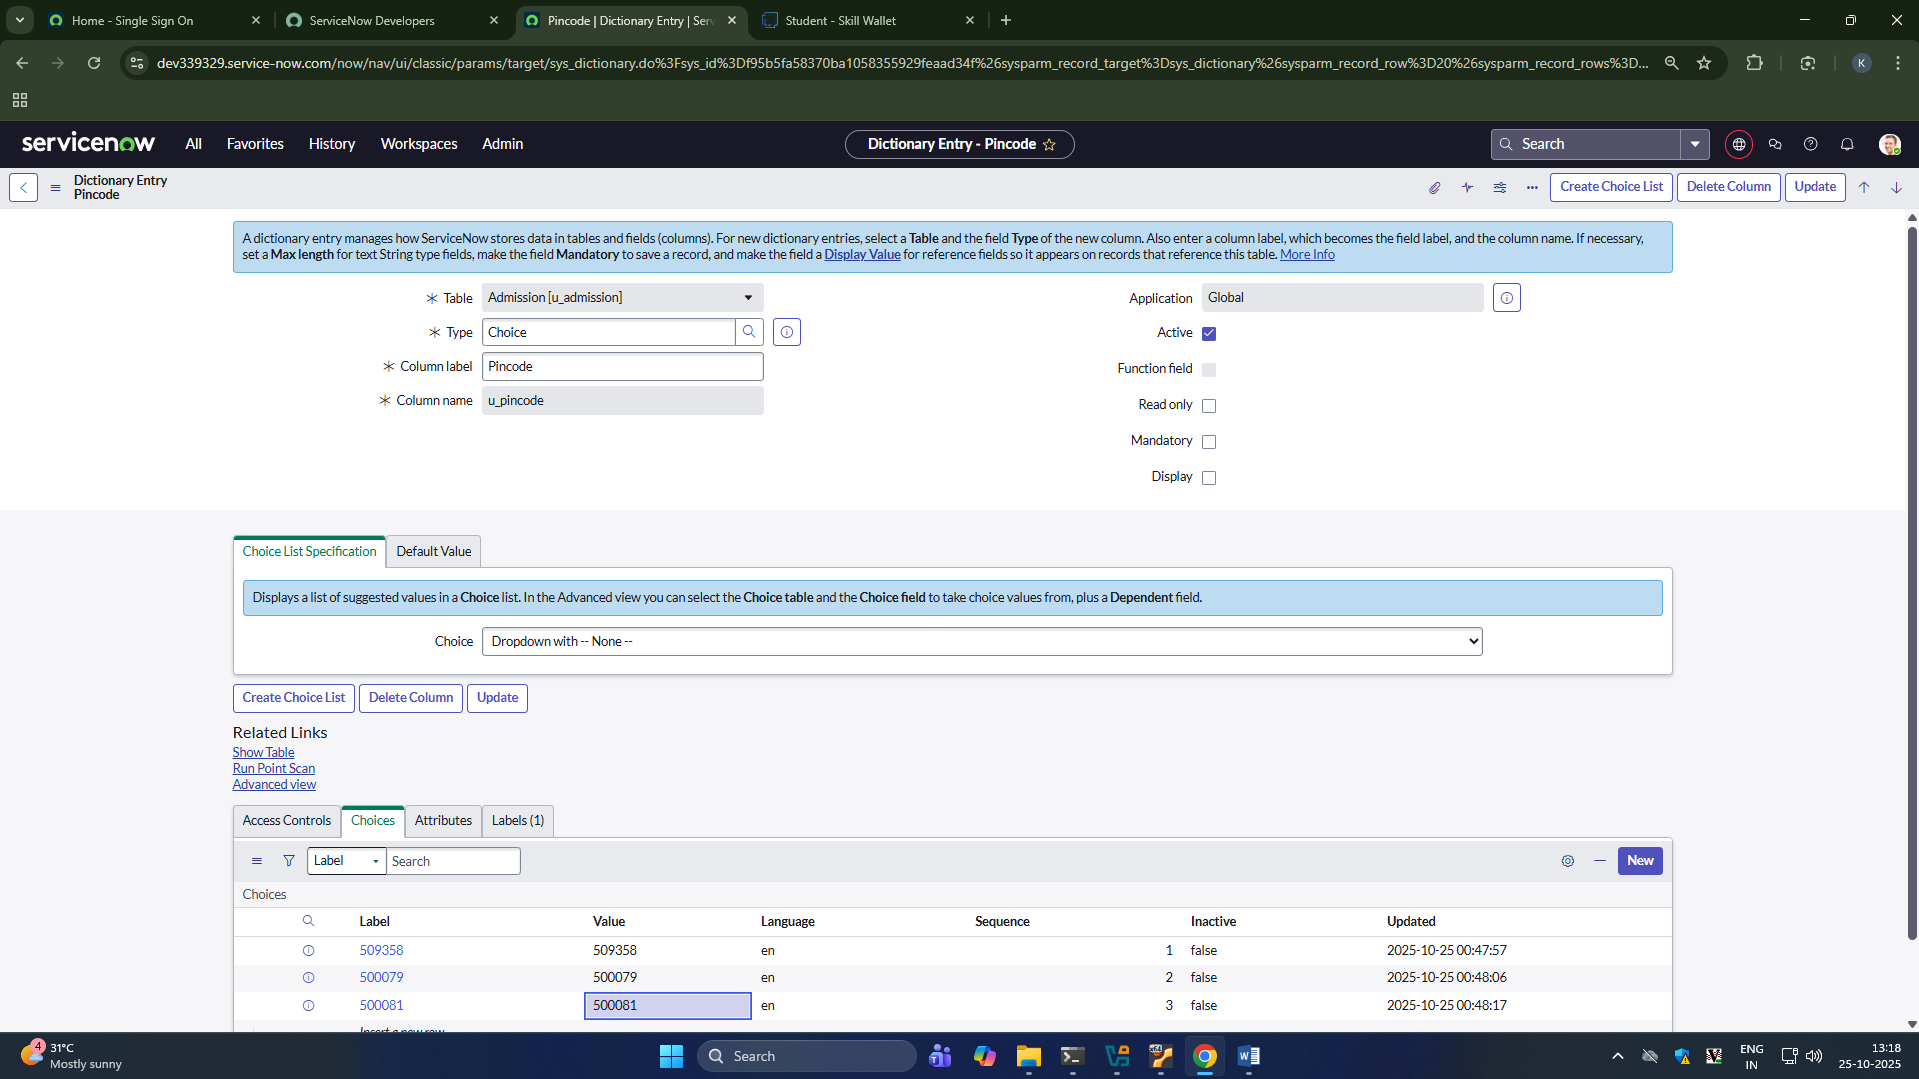 Home - Single Sign On
ServiceNow Developers
Pincode | Dictionary Entry | Serv
Student - Skill Wallet
dev339329.service-now.com/now/nav/ui/classic/params/target/sys_dictionary.do%3Fsys_id%3Df95b5fa58370ba1058355929feaad34f%26sysparm_record_target%3Dsys_dictionary%26sysparm_record_row%3D20%26sysparm_record_rows%3D...
K
servicenow
All
Favorites
History
Workspaces
Admin
Dictionary Entry - Pincode
Search
Dictionary Entry
Pincode
Create Choice List
Delete Column
Update
A dictionary entry manages how ServiceNow stores data in tables and fields (columns). For new dictionary entries, select a Table and the field Type of the new column. Also enter a column label, which becomes the field label, and the column name. If necessary,
set a Max length for text String type fields, make the field Mandatory to save a record, and make the field a Display Value for reference fields so it appears on records that reference this table. More Info
Table Admission [u_admission]
Application Global
Type Choice
Active
Column label Pincode
Function field
Column name u_pincode
Read only
Mandatory
Display
Choice List Specification
Default Value
Displays a list of suggested values in a Choice list. In the Advanced view you can select the Choice table and the Choice field to take choice values from, plus a Dependent field.
Choice Dropdown with -- None --
Create Choice List
Delete Column
Update
Related Links
Show Table
Run Point Scan
Advanced view
Access Controls
Choices
Attributes
Labels (1)
Label
Search
New
Choices
Label Value Language Sequence Inactive Updated
509358 509358 en 1 false 2025-10-25 00:47:57
500079 500079 en 2 false 2025-10-25 00:48:06
500081 500081 en 3 false 2025-10-25 00:48:17
Insert a new row...
4
31°C
Mostly sunny
Search
ENG
IN
13:18
25-10-2025